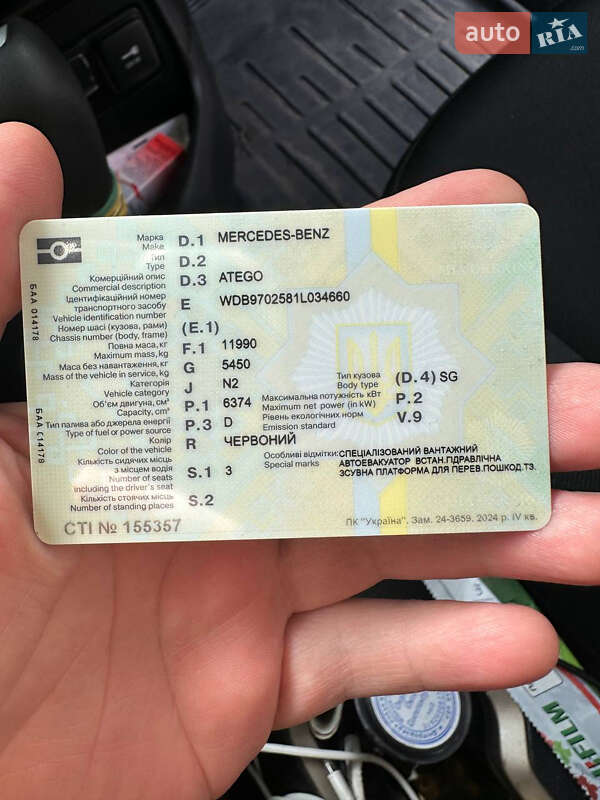 auto RIA .com
Марка D.1 MERCEDES-BENZ
Make
Тип D.2
Type
Комерційний опис D.3 ATEGO
Commercial description
Ідентифікаційний номер
транспортного засобу E WDB9702581L034660
Vehicle identification number
Номер шасі (кузова, рами) (E.1)
Chassis number (body, frame)
Повна маса, кг F.1 11990
Maximum mass, kg
Маса без навантаження, кг G 5450
Mass of the vehicle in service, kg
Категорія J N2
Vehicle category
Об'єм двигуна, см³ P.1 6374
Capacity, cm³
Тип палива або джерела енергії P.3 D
Type of fuel or power source
Колір R ЧЕРВОНИЙ
Color of the vehicle
Кількість сидячих місць
з місцем водія S.1 3
Number of seats
including the driver's seat
Кількість стоячих місць S.2
Number of standing places
Тип кузова (D.4) SG
Body type
Максимальна потужність кВт P.2
Maximum net power (in kW)
Рівень екологічних норм V.9
Emission standard
Особливі відмітки: СПЕЦІАЛІЗОВАНИЙ ВАНТАЖНИЙ
Special marks АВТОЕВАКУАТОР ВСТАН.ГІДРАВЛІЧНА
ЗСУВНА ПЛАТФОРМА ДЛЯ ПЕРЕВ.ПОШКОД.ТЗ.
СТІ № 155357
ПК "Україна", Зам. 24-3659, 2024 р. IV кв.
БАА 014178
БАА 014178
FILM